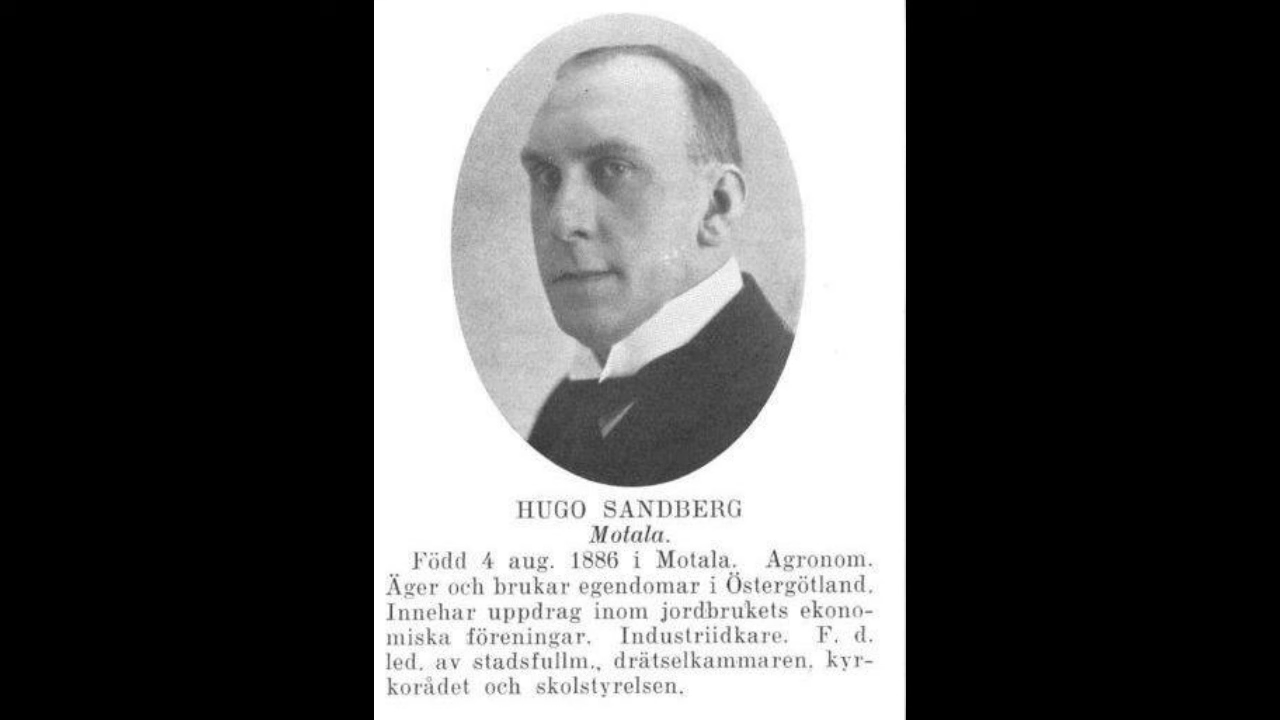 HUGO SANDBERG
Motala.
Född 4 aug. 1886 i Motala. Agronom.
Äger och brukar egendomar i Östergötland.
Innehar uppdrag inom jordbrukets ekono-
miska föreningar. Industriidkare. F. d.
led. av stadsfullm., drätselkammaren, kyr-
korådet och skolstyrelsen.